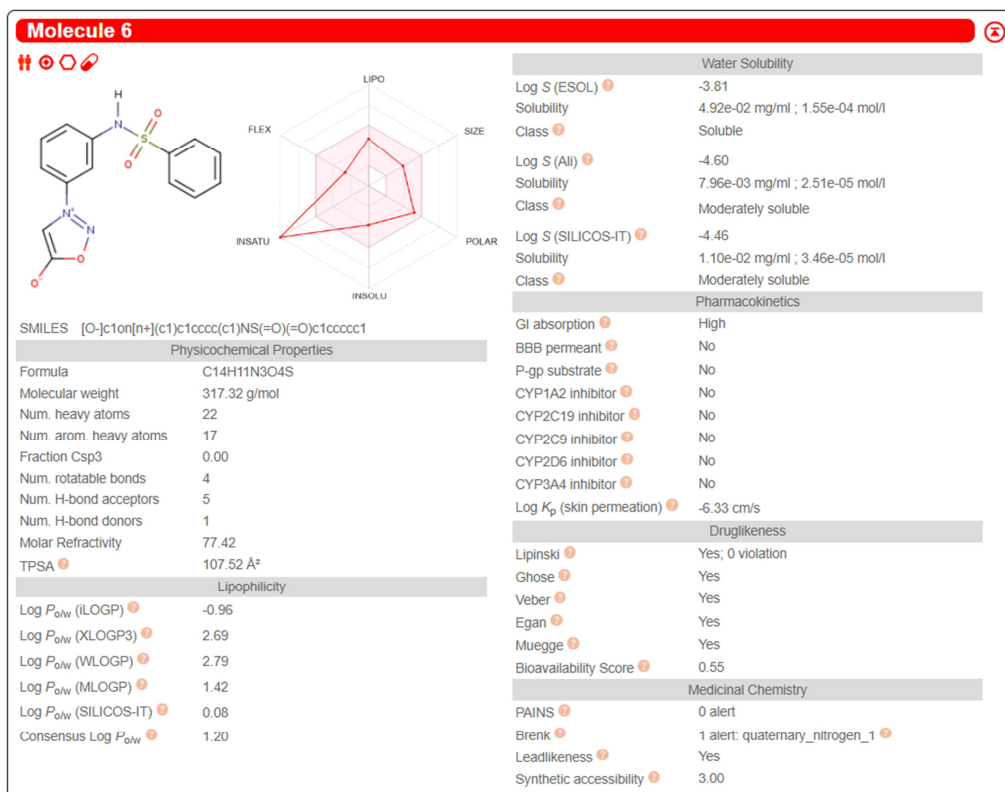 Molecule 6
H
N
O
S
O
N+
N
O
O-
LIPO
FLEX
SIZE
INSATU
POLAR
INSOLU
SMILES [O-]c1on[n+](c1)c1cccc(c1)NS(=O)(=O)c1ccccc1
Physicochemical Properties
Formula C14H11N3O4S
Molecular weight 317.32 g/mol
Num. heavy atoms 22
Num. arom. heavy atoms 17
Fraction Csp3 0.00
Num. rotatable bonds 4
Num. H-bond acceptors 5
Num. H-bond donors 1
Molar Refractivity 77.42
TPSA ? 107.52 Å²
Lipophilicity
Log Po/w (iLOGP) ? -0.96
Log Po/w (XLOGP3) ? 2.69
Log Po/w (WLOGP) ? 2.79
Log Po/w (MLOGP) ? 1.42
Log Po/w (SILICOS-IT) ? 0.08
Consensus Log Po/w ? 1.20
Water Solubility
Log S (ESOL) ? -3.81
Solubility 4.92e-02 mg/ml ; 1.55e-04 mol/l
Class ? Soluble
Log S (Ali) ? -4.60
Solubility 7.96e-03 mg/ml ; 2.51e-05 mol/l
Class ? Moderately soluble
Log S (SILICOS-IT) ? -4.46
Solubility 1.10e-02 mg/ml ; 3.46e-05 mol/l
Class ? Moderately soluble
Pharmacokinetics
GI absorption ? High
BBB permeant ? No
P-gp substrate ? No
CYP1A2 inhibitor ? No
CYP2C19 inhibitor ? No
CYP2C9 inhibitor ? No
CYP2D6 inhibitor ? No
CYP3A4 inhibitor ? No
Log Kp (skin permeation) ? -6.33 cm/s
Druglikeness
Lipinski ? Yes; 0 violation
Ghose ? Yes
Veber ? Yes
Egan ? Yes
Muegge ? Yes
Bioavailability Score ? 0.55
Medicinal Chemistry
PAINS ? 0 alert
Brenk ? 1 alert: quaternary_nitrogen_1 ?
Leadlikeness ? Yes
Synthetic accessibility ? 3.00